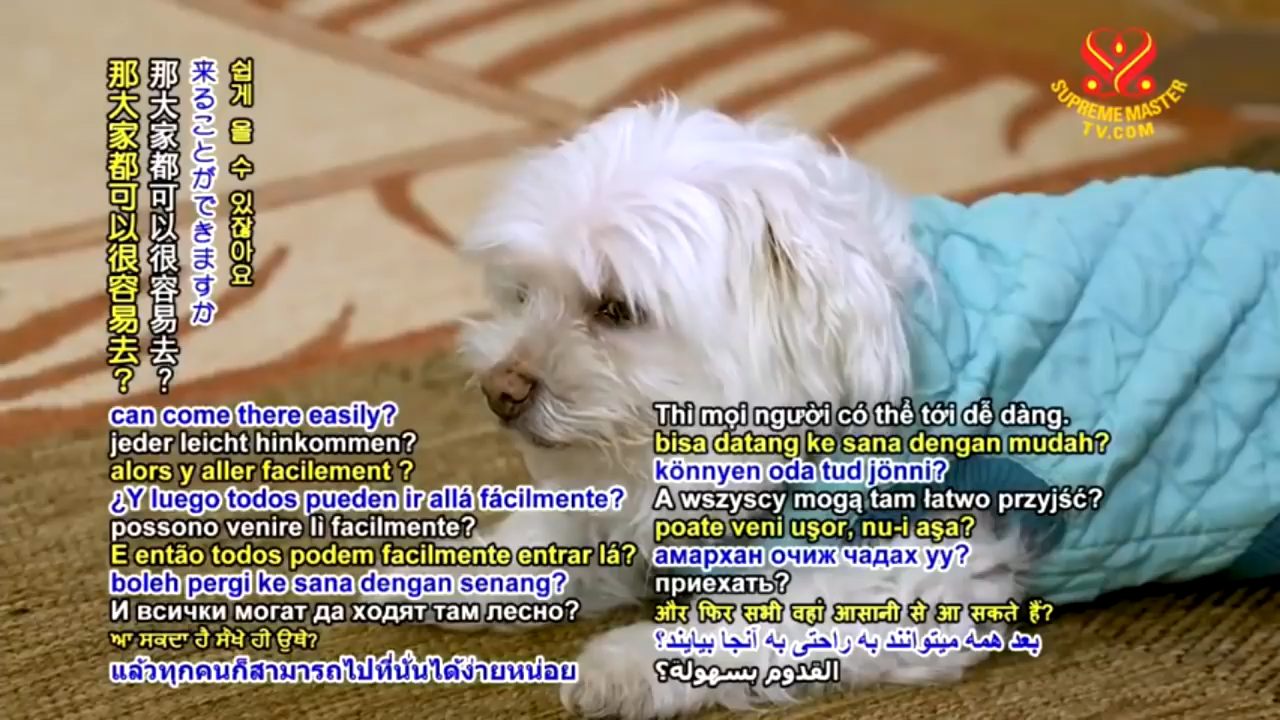 那大家都可以很容易去？
那大家都可以很容易去？
来ることができますか
쉽게 올 수 있잖아요
SUPREME MASTER
TV.COM
can come there easily?
jeder leicht hinkommen?
alors y aller facilement ?
¿Y luego todos pueden ir allá fácilmente?
possono venire lì facilmente?
E então todos podem facilmente entrar lá?
boleh pergi ke sana dengan senang?
И всички могат да ходят там лесно?
ਆ ਸਕਦਾ ਹੈ ਸੌਖੇ ਹੀ ਉਥੇ?
แล้วทุกคนก็สามารถไปที่นั่นได้ง่ายหน่อย
Thì mọi người có thể tới dễ dàng.
bisa datang ke sana dengan mudah?
könnyen oda tud jönni?
A wszyscy mogą tam łatwo przyjść?
poate veni uşor, nu-i aşa?
амархан очиж чадах уу?
приехать?
और फिर सभी वहां आसानी से आ सकते हैं?
بعد همه میتوانند به راحتی به آنجا بیایند؟
القدوم بسهولة؟